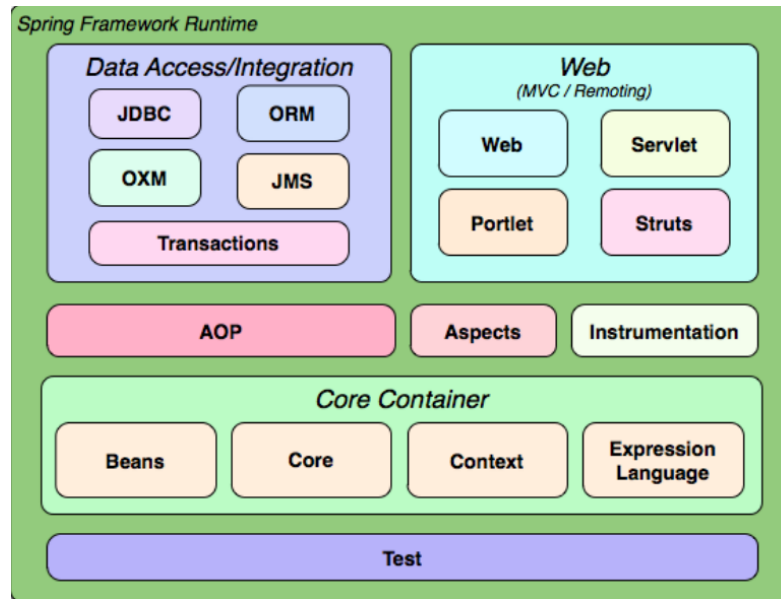 Spring Framework Runtime
Data Access/Integration
JDBC
ORM
OXM
JMS
Transactions
Web
(MVC / Remoting)
Web
Servlet
Portlet
Struts
AOP
Aspects
Instrumentation
Core Container
Beans
Core
Context
Expression
Language
Test